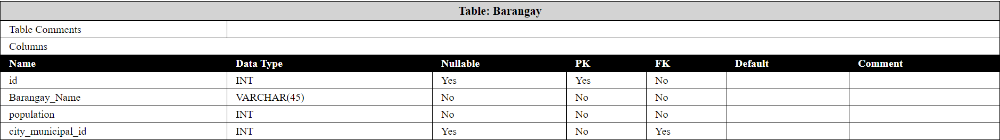 Table: Barangay
Table Comments
Columns
Name Data Type Nullable PK FK Default Comment
id INT Yes Yes No
Barangay_Name VARCHAR(45) No No No
population INT No No No
city_municipal_id INT Yes No Yes